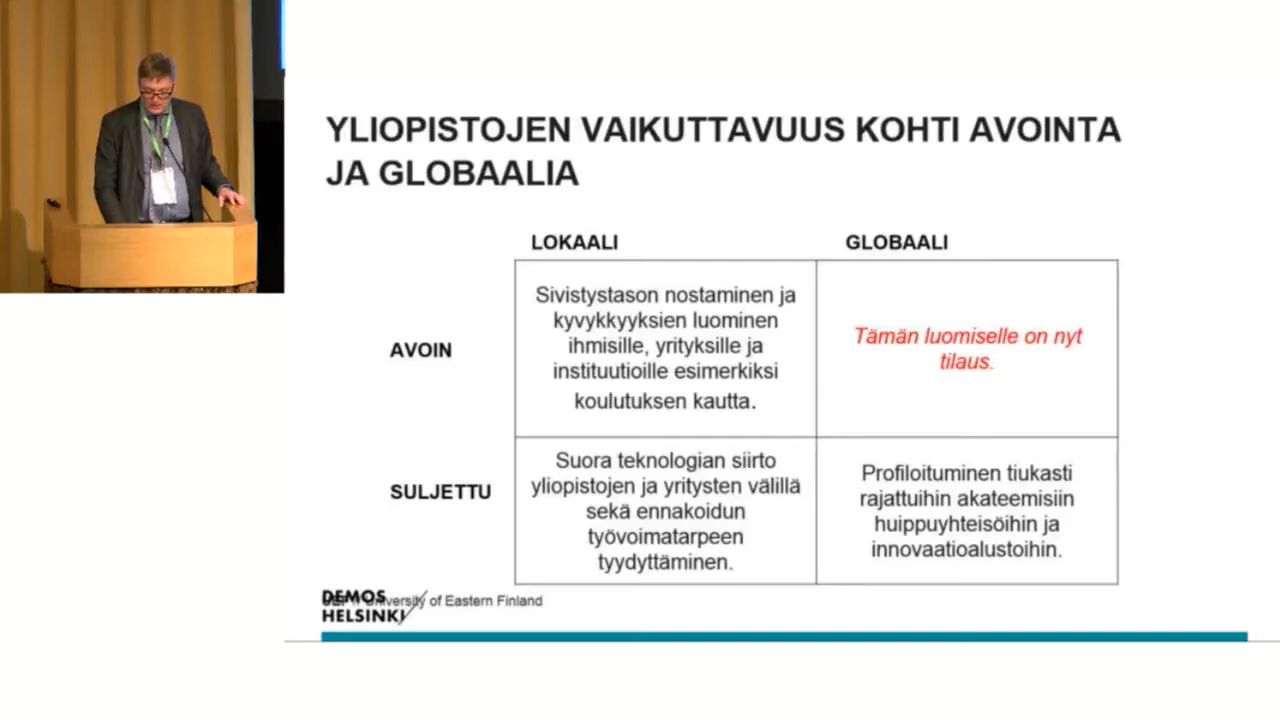 YLIOPISTOJEN VAIKUTTAVUUS KOHTI AVOINTA
JA GLOBAALIA
LOKAALI
GLOBAALI
AVOIN
Sivistystason nostaminen ja
kyvykkyyksien luominen
ihmisille, yrityksille ja
instituutioille esimerkiksi
koulutuksen kautta.
Tämän luomiselle on nyt
tilaus.
SULJETTU
Suora teknologian siirto
yliopistojen ja yritysten välillä
sekä ennakoidun
työvoimatarpeen
tyydyttäminen.
Profiloituminen tiukasti
rajattuihin akateemisiin
huippuyhteisöihin ja
innovaatioalustoihin.
DEMOS
HELSINKI
University of Eastern Finland